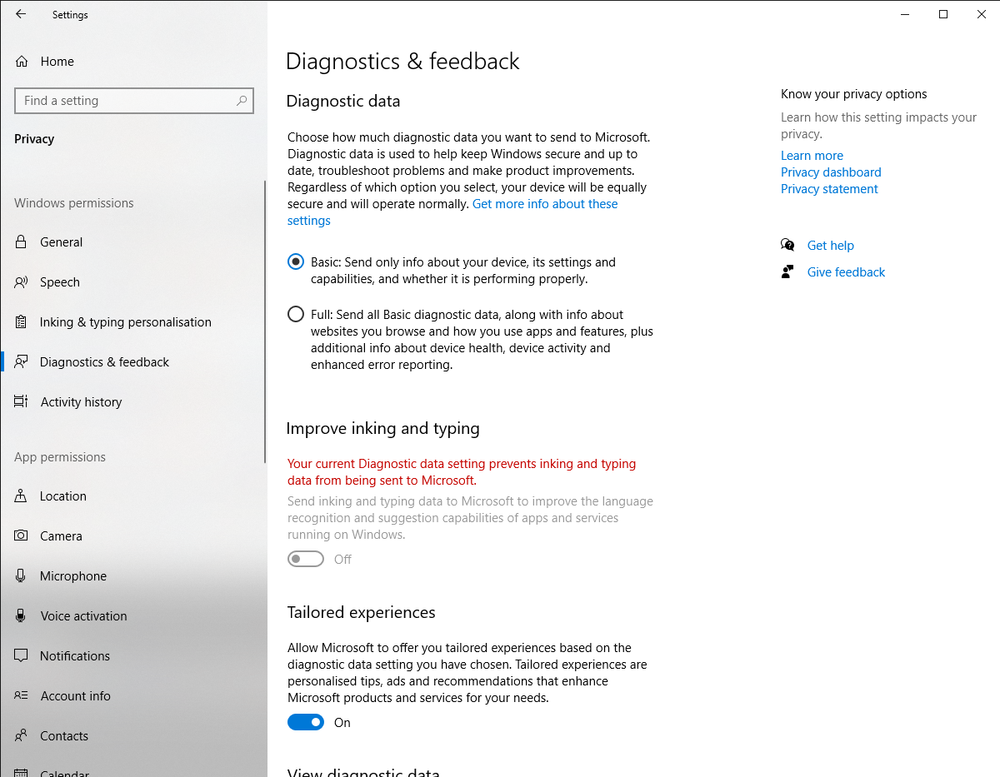 Settings
Home
Find a setting
Privacy
Windows permissions
General
Speech
Inking & typing personalisation
Diagnostics & feedback
Activity history
App permissions
Location
Camera
Microphone
Voice activation
Notifications
Account info
Contacts
Calendar
Diagnostics & feedback
Diagnostic data
Choose how much diagnostic data you want to send to Microsoft.
Diagnostic data is used to help keep Windows secure and up to
date, troubleshoot problems and make product improvements.
Regardless of which option you select, your device will be equally
secure and will operate normally. Get more info about these
settings
Basic: Send only info about your device, its settings and
capabilities, and whether it is performing properly.
Full: Send all Basic diagnostic data, along with info about
websites you browse and how you use apps and features, plus
additional info about device health, device activity and
enhanced error reporting.
Improve inking and typing
Your current Diagnostic data setting prevents inking and typing
data from being sent to Microsoft.
Send inking and typing data to Microsoft to improve the language
recognition and suggestion capabilities of apps and services
running on Windows.
Off
Tailored experiences
Allow Microsoft to offer you tailored experiences based on the
diagnostic data setting you have chosen. Tailored experiences are
personalised tips, ads and recommendations that enhance
Microsoft products and services for your needs.
On
View diagnostic data
Know your privacy options
Learn how this setting impacts your
privacy.
Learn more
Privacy dashboard
Privacy statement
Get help
Give feedback